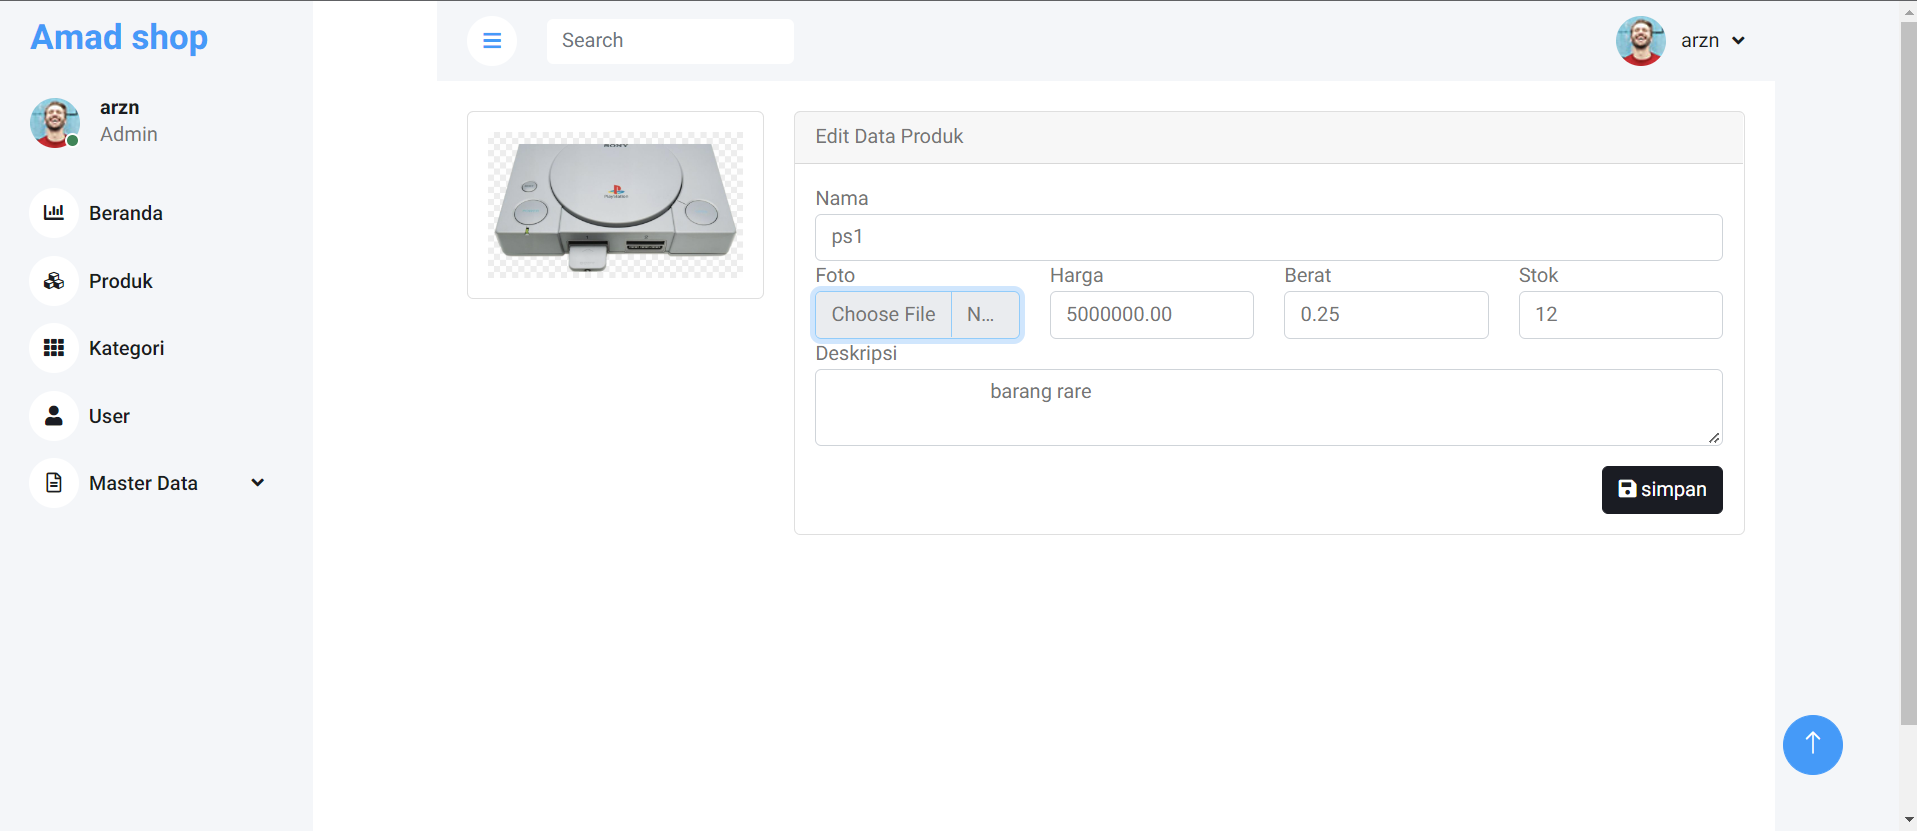 Amad shop
arzn
Admin
Beranda
Produk
Kategori
User
Master Data
Search
arzn
SONY
PlayStation
Edit Data Produk
Nama
ps1
Foto
Harga
Berat
Stok
Choose File
N...
5000000.00
0.25
12
Deskripsi
barang rare
simpan